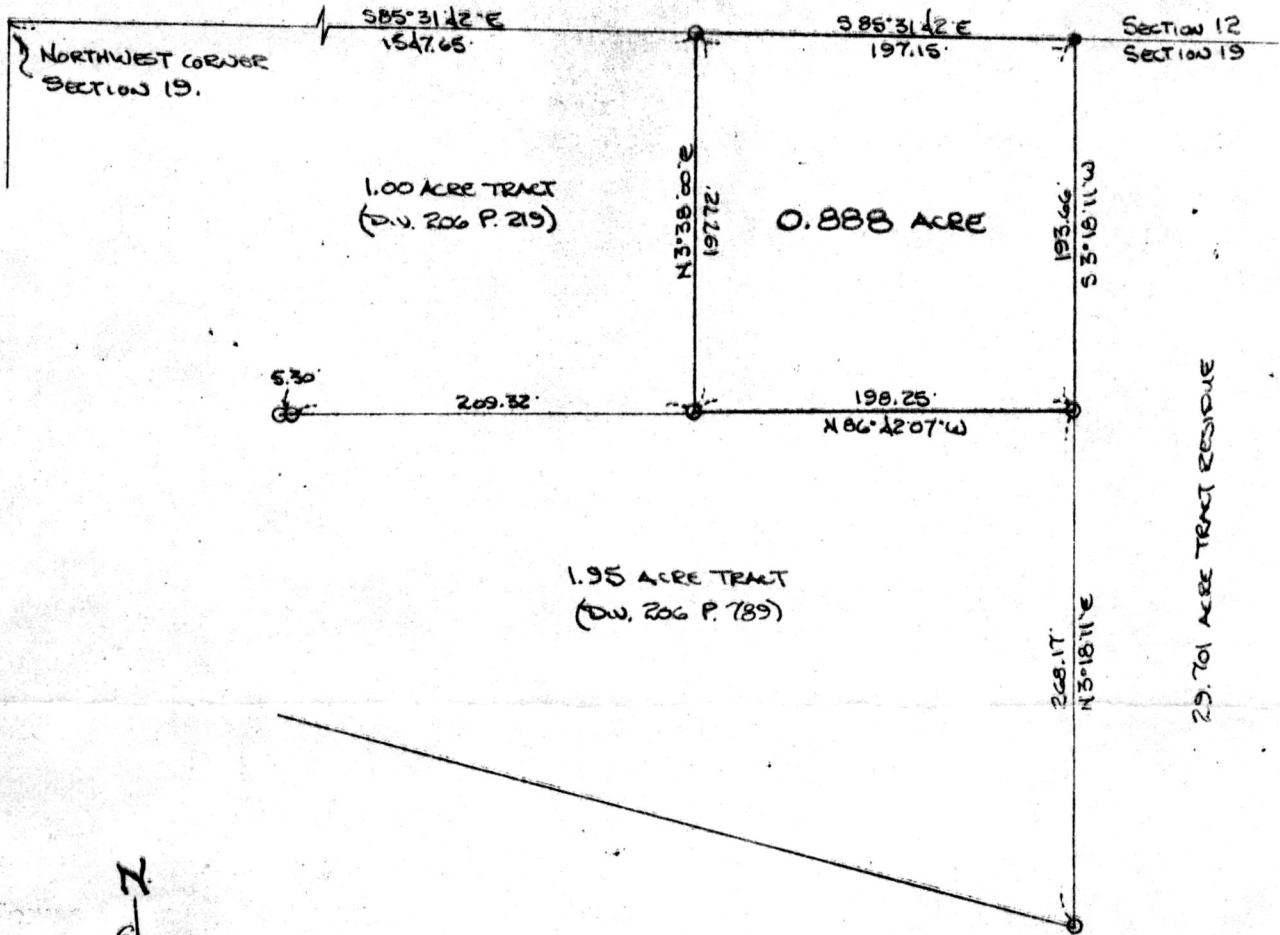 S85°31'42"E
1547.65'
S85°31'42"E
197.15'
SECTION 12
SECTION 19
NORTHWEST CORNER
SECTION 19.
1.00 ACRE TRACT
(D.V. 206 P. 219)
N3°38'00"E
197.72'
0.888 ACRE
193.66'
S3°18'11"W
5.30'
209.32'
198.25'
N86°42'07"W
29.701 ACRE TRACT RESIDUE
1.95 ACRE TRACT
(D.V. 206 P. 789)
268.17'
N3°18'11"E
N